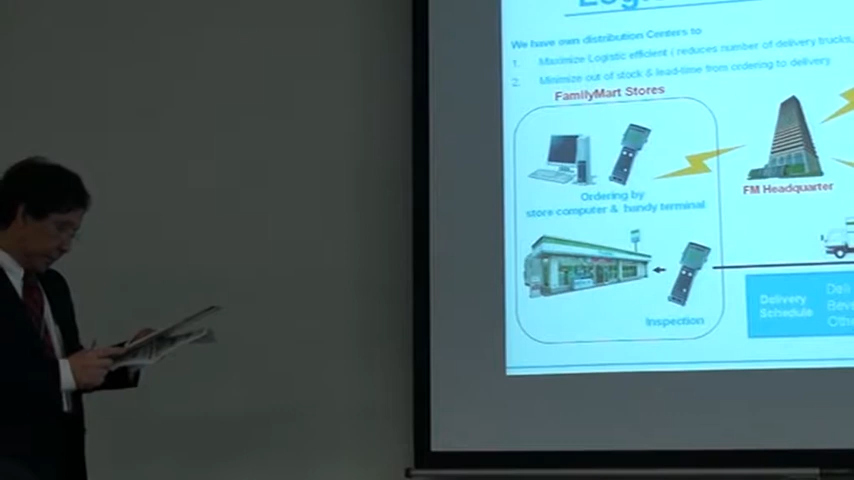 We have own distribution Centers to
1. Maximize Logistic efficient ( reduces number of delivery trucks,
2. Minimize out of stock & lead-time from ordering to delivery
FamilyMart Stores
Ordering by
store computer & handy terminal
FM Headquarter
Inspection
Delivery
Schedule
Deli